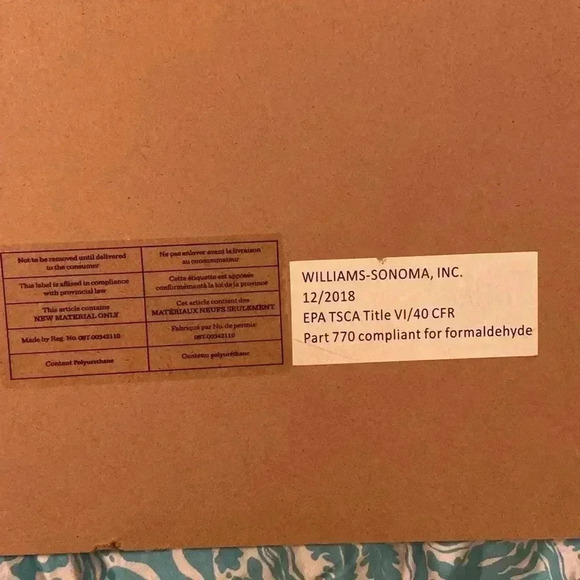 Not to be removed until delivered
to the consumer
This label is affixed in compliance
with provincial law
This article contains
NEW MATERIAL ONLY
Made by Reg. No. 08T-00342110
Content Polyurethane
Ne pas enlever avant la livraison
au consommateur
Cette étiquette est apposée
conformément à la loi de la province
Cet article contient des
MATÉRIAUX NEUFS SEULEMENT
Fabriqué par No. de permis
08T-00342110
Contenu polyuréthane
WILLIAMS-SONOMA, INC.
12/2018
EPA TSCA Title VI/40 CFR
Part 770 compliant for formaldehyde